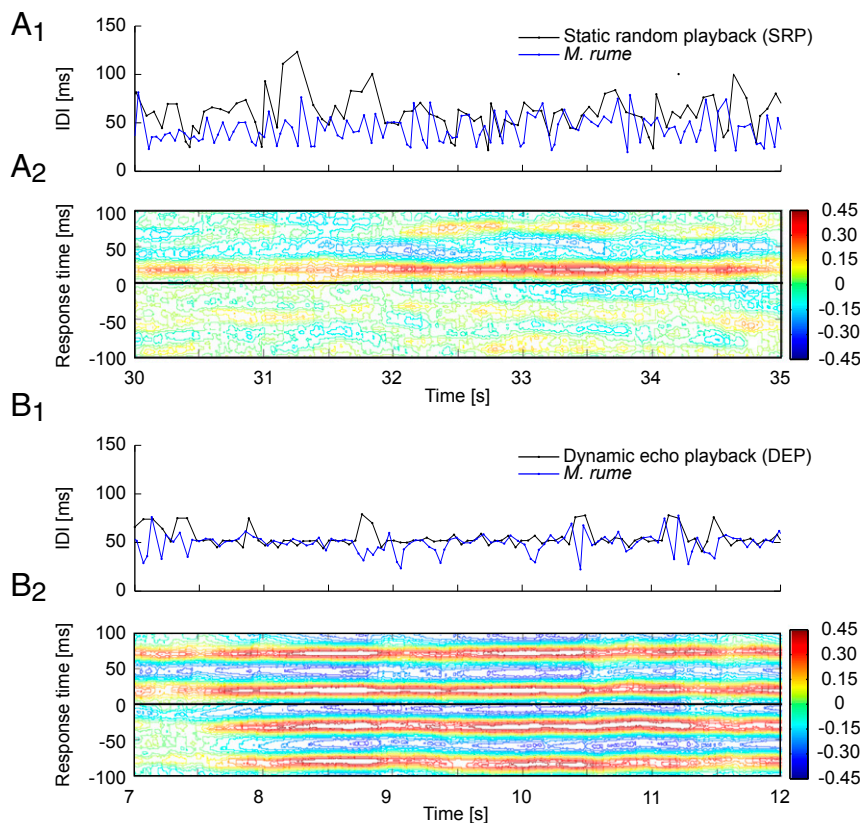 A1
150
100
50
0
IDI [ms]
Static random playback (SRP)
M. rume
A2
100
50
0
-50
-100
Response time [ms]
0.45
0.30
0.15
0
-0.15
-0.30
-0.45
30 31 32 33 34 35
Time [s]
B1
150
100
50
0
IDI [ms]
Dynamic echo playback (DEP)
M. rume
B2
100
50
0
-50
-100
Response time [ms]
0.45
0.30
0.15
0
-0.15
-0.30
-0.45
7 8 9 10 11 12
Time [s]